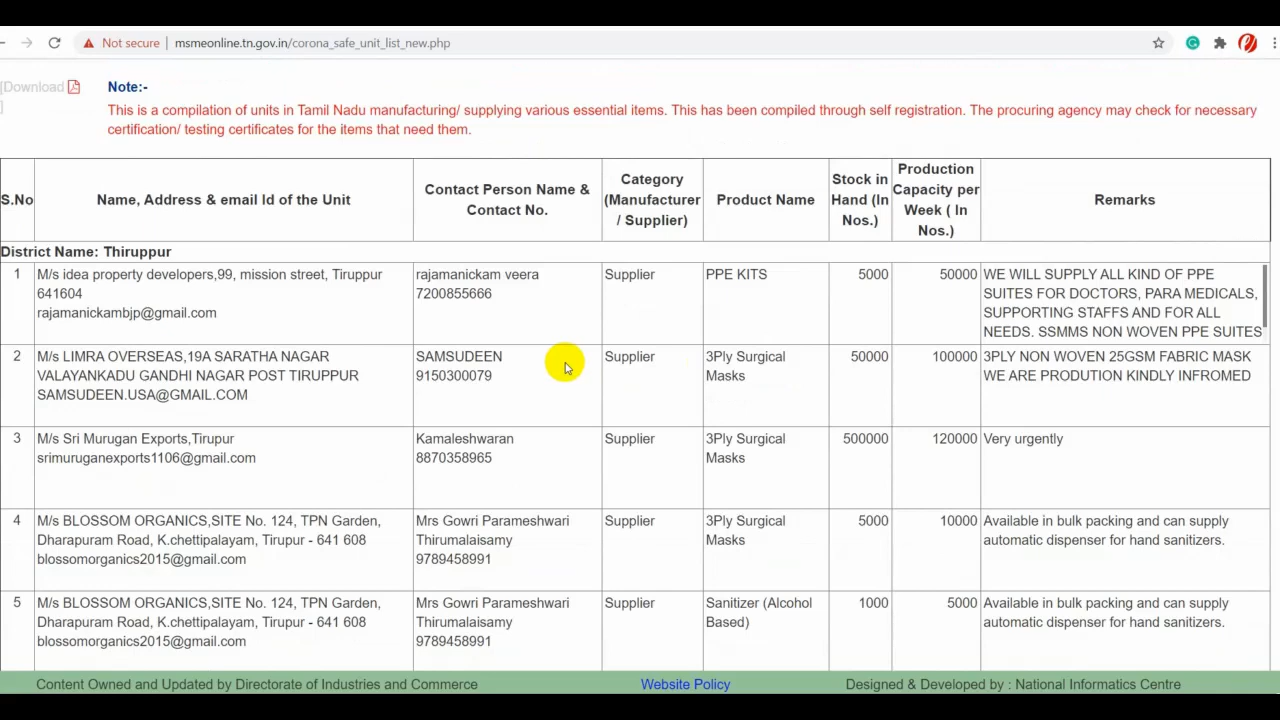 Not secure
msmeonline.tn.gov.in/corona_safe_unit_list_new.php
[Download
]
Note:-
This is a compilation of units in Tamil Nadu manufacturing/ supplying various essential items. This has been compiled through self registration. The procuring agency may check for necessary
certification/ testing certificates for the items that need them.
S.No
Name, Address & email Id of the Unit
Contact Person Name &
Contact No.
Category
(Manufacturer
/ Supplier)
Product Name
Stock in
Hand (In
Nos.)
Production
Capacity per
Week ( In
Nos.)
Remarks
District Name: Thiruppur
1
M/s idea property developers,99, mission street, Tiruppur
641604
rajamanickambjp@gmail.com
rajamanickam veera
7200855666
Supplier
PPE KITS
5000
50000
WE WILL SUPPLY ALL KIND OF PPE
SUITES FOR DOCTORS, PARA MEDICALS,
SUPPORTING STAFFS AND FOR ALL
NEEDS. SSMMS NON WOVEN PPE SUITES
2
M/s LIMRA OVERSEAS,19A SARATHA NAGAR
VALAYANKADU GANDHI NAGAR POST TIRUPPUR
SAMSUDEEN.USA@GMAIL.COM
SAMSUDEEN
9150300079
Supplier
3Ply Surgical
Masks
50000
100000
3PLY NON WOVEN 25GSM FABRIC MASK
WE ARE PRODUTION KINDLY INFROMED
3
M/s Sri Murugan Exports,Tirupur
srimuruganexports1106@gmail.com
Kamaleshwaran
8870358965
Supplier
3Ply Surgical
Masks
500000
120000
Very urgently
4
M/s BLOSSOM ORGANICS,SITE No. 124, TPN Garden,
Dharapuram Road, K.chettipalayam, Tirupur - 641 608
blossomorganics2015@gmail.com
Mrs Gowri Parameshwari
Thirumalaisamy
9789458991
Supplier
3Ply Surgical
Masks
5000
10000
Available in bulk packing and can supply
automatic dispenser for hand sanitizers.
5
M/s BLOSSOM ORGANICS,SITE No. 124, TPN Garden,
Dharapuram Road, K.chettipalayam, Tirupur - 641 608
blossomorganics2015@gmail.com
Mrs Gowri Parameshwari
Thirumalaisamy
9789458991
Supplier
Sanitizer (Alcohol
Based)
1000
5000
Available in bulk packing and can supply
automatic dispenser for hand sanitizers.
Content Owned and Updated by Directorate of Industries and Commerce
Website Policy
Designed & Developed by : National Informatics Centre